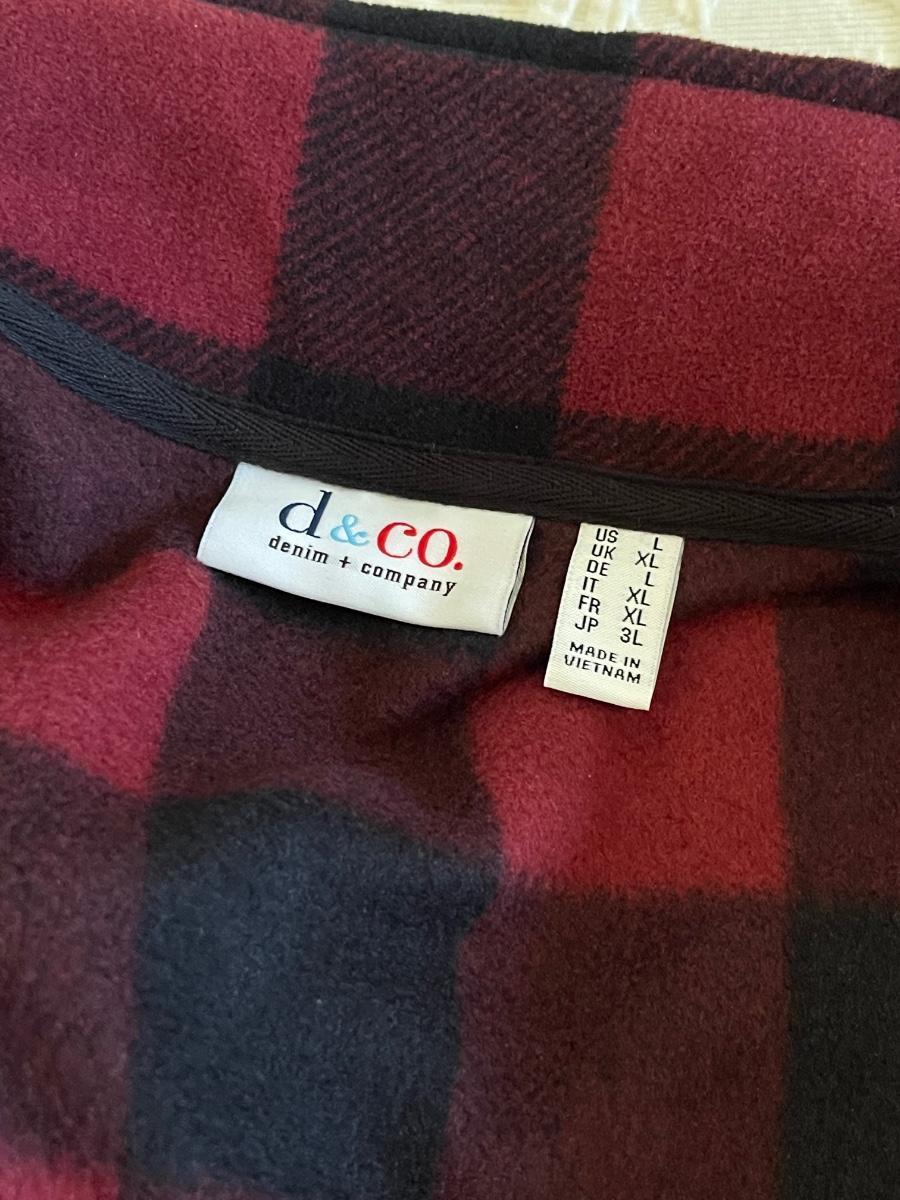 d & co.
denim + company
US L
UK XL
DE L
IT XL
FR XL
JP 3L
MADE IN
VIETNAM